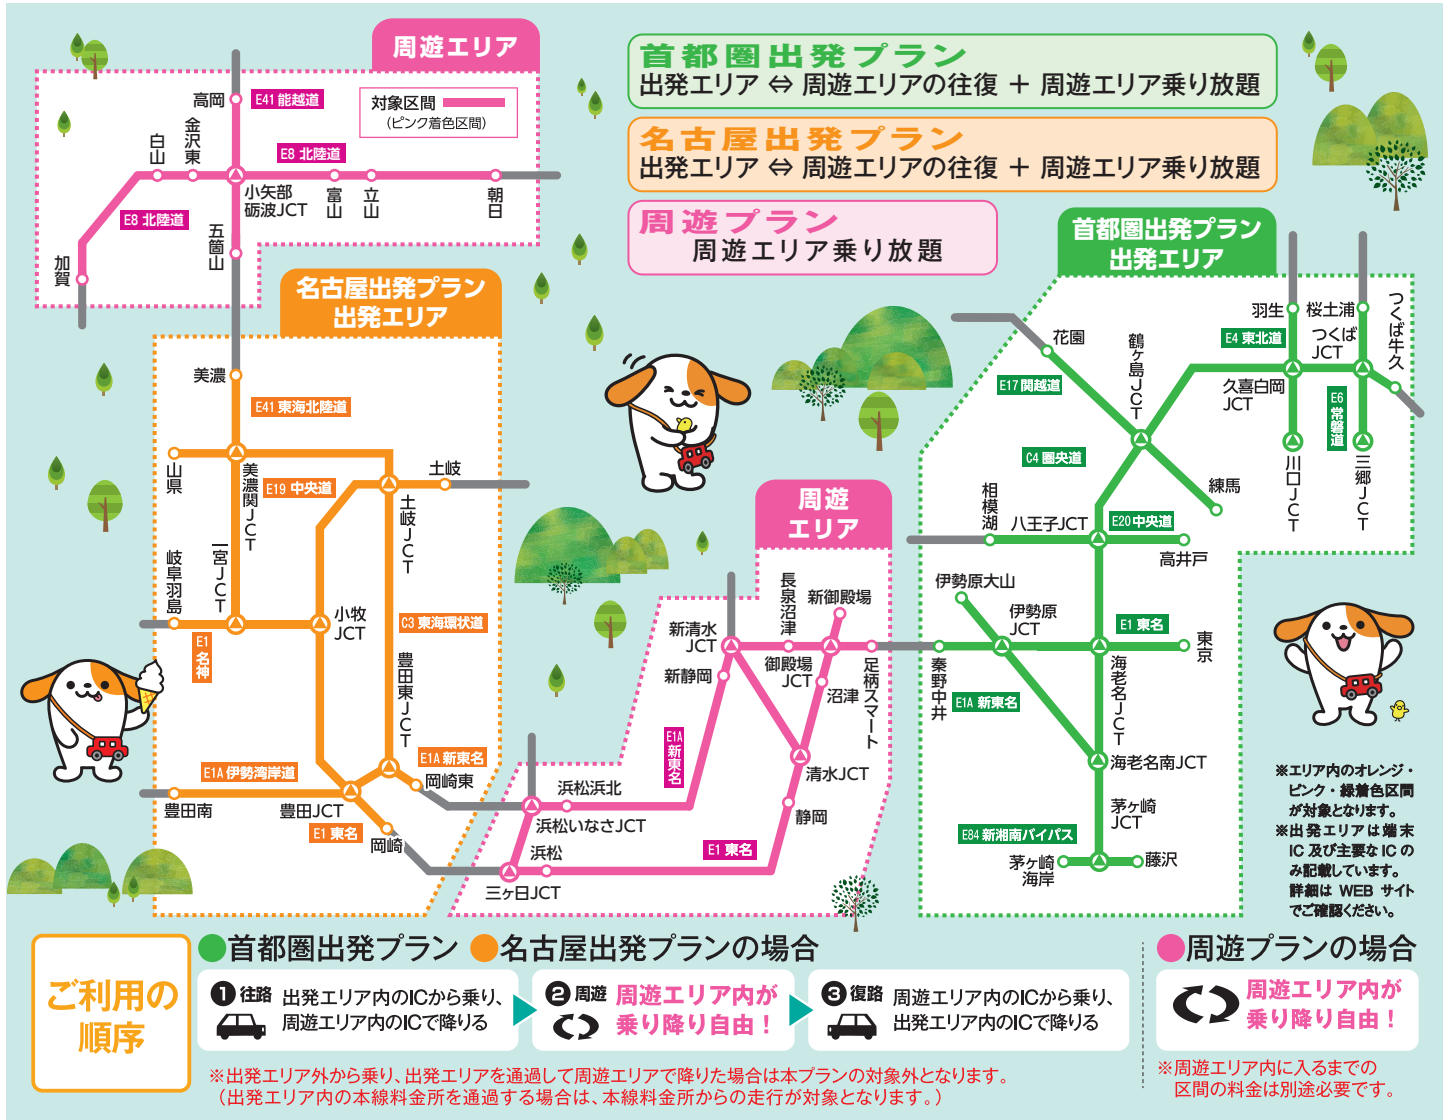 周遊エリア
対象区間
(ピンク着色区間)
高岡
E41 能越道
白山
金沢東
E8 北陸道
小矢部
砺波JCT
富山
立山
朝日
E8 北陸道
五箇山
加賀
首都圏出発プラン
出発エリア ⇔ 周遊エリアの往復 ＋ 周遊エリア乗り放題
名古屋出発プラン
出発エリア ⇔ 周遊エリアの往復 ＋ 周遊エリア乗り放題
周遊プラン
周遊エリア乗り放題
名古屋出発プラン
出発エリア
美濃
E41 東海北陸道
山県
美濃関JCT
E19 中央道
土岐
土岐JCT
岐阜羽島
一宮JCT
小牧
JCT
E1 名神
C3 東海環状道
豊田東JCT
E1A 伊勢湾岸道
E1A 新東名
豊田南
豊田JCT
岡崎東
E1 東名
岡崎
周遊
エリア
長泉沼津
新御殿場
新清水
JCT
御殿場
JCT
新静岡
沼津
足柄スマート
E1A 新東名
清水JCT
浜松浜北
静岡
浜松いなさJCT
浜松
E1 東名
三ヶ日JCT
首都圏出発プラン
出発エリア
花園
鶴ヶ島JCT
羽生
桜土浦
つくば牛久
E4 東北道
つくば
JCT
E17 関越道
久喜白岡
JCT
E6 常磐道
C4 圏央道
川口JCT
三郷JCT
練馬
相模湖
八王子JCT
E20 中央道
高井戸
伊勢原大山
伊勢原
JCT
E1 東名
東京
秦野中井
E1A 新東名
海老名JCT
海老名南JCT
茅ヶ崎
JCT
E84 新湘南バイパス
茅ヶ崎
海岸
藤沢
※エリア内のオレンジ・
ピンク・緑着色区間
が対象となります。
※出発エリアは端末
IC 及び主要な IC の
み記載しています。
詳細は WEB サイト
でご確認ください。
ご利用の
順序
●首都圏出発プラン ●名古屋出発プランの場合
❶ 往路 出発エリア内のICから乗り、
周遊エリア内のICで降りる
❷ 周遊 周遊エリア内が
乗り降り自由！
❸ 復路 周遊エリア内のICから乗り、
出発エリア内のICで降りる
※出発エリア外から乗り、出発エリアを通過して周遊エリアで降りた場合は本プランの対象外となります。
（出発エリア内の本線料金所を通過する場合は、本線料金所からの走行が対象となります。）
●周遊プランの場合
周遊エリア内が
乗り降り自由！
※周遊エリア内に入るまでの
区間の料金は別途必要です。